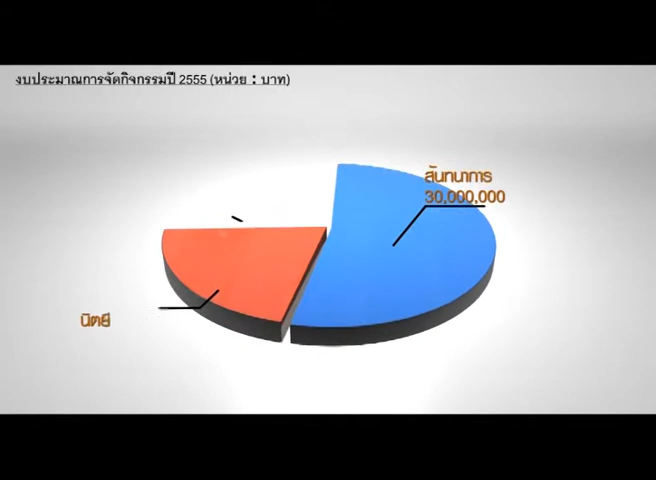 งบประมาณการจัดกิจกรรมปี 2555 (หน่วย : บาท)
สันทนาการ
30,000,000
นิตยี